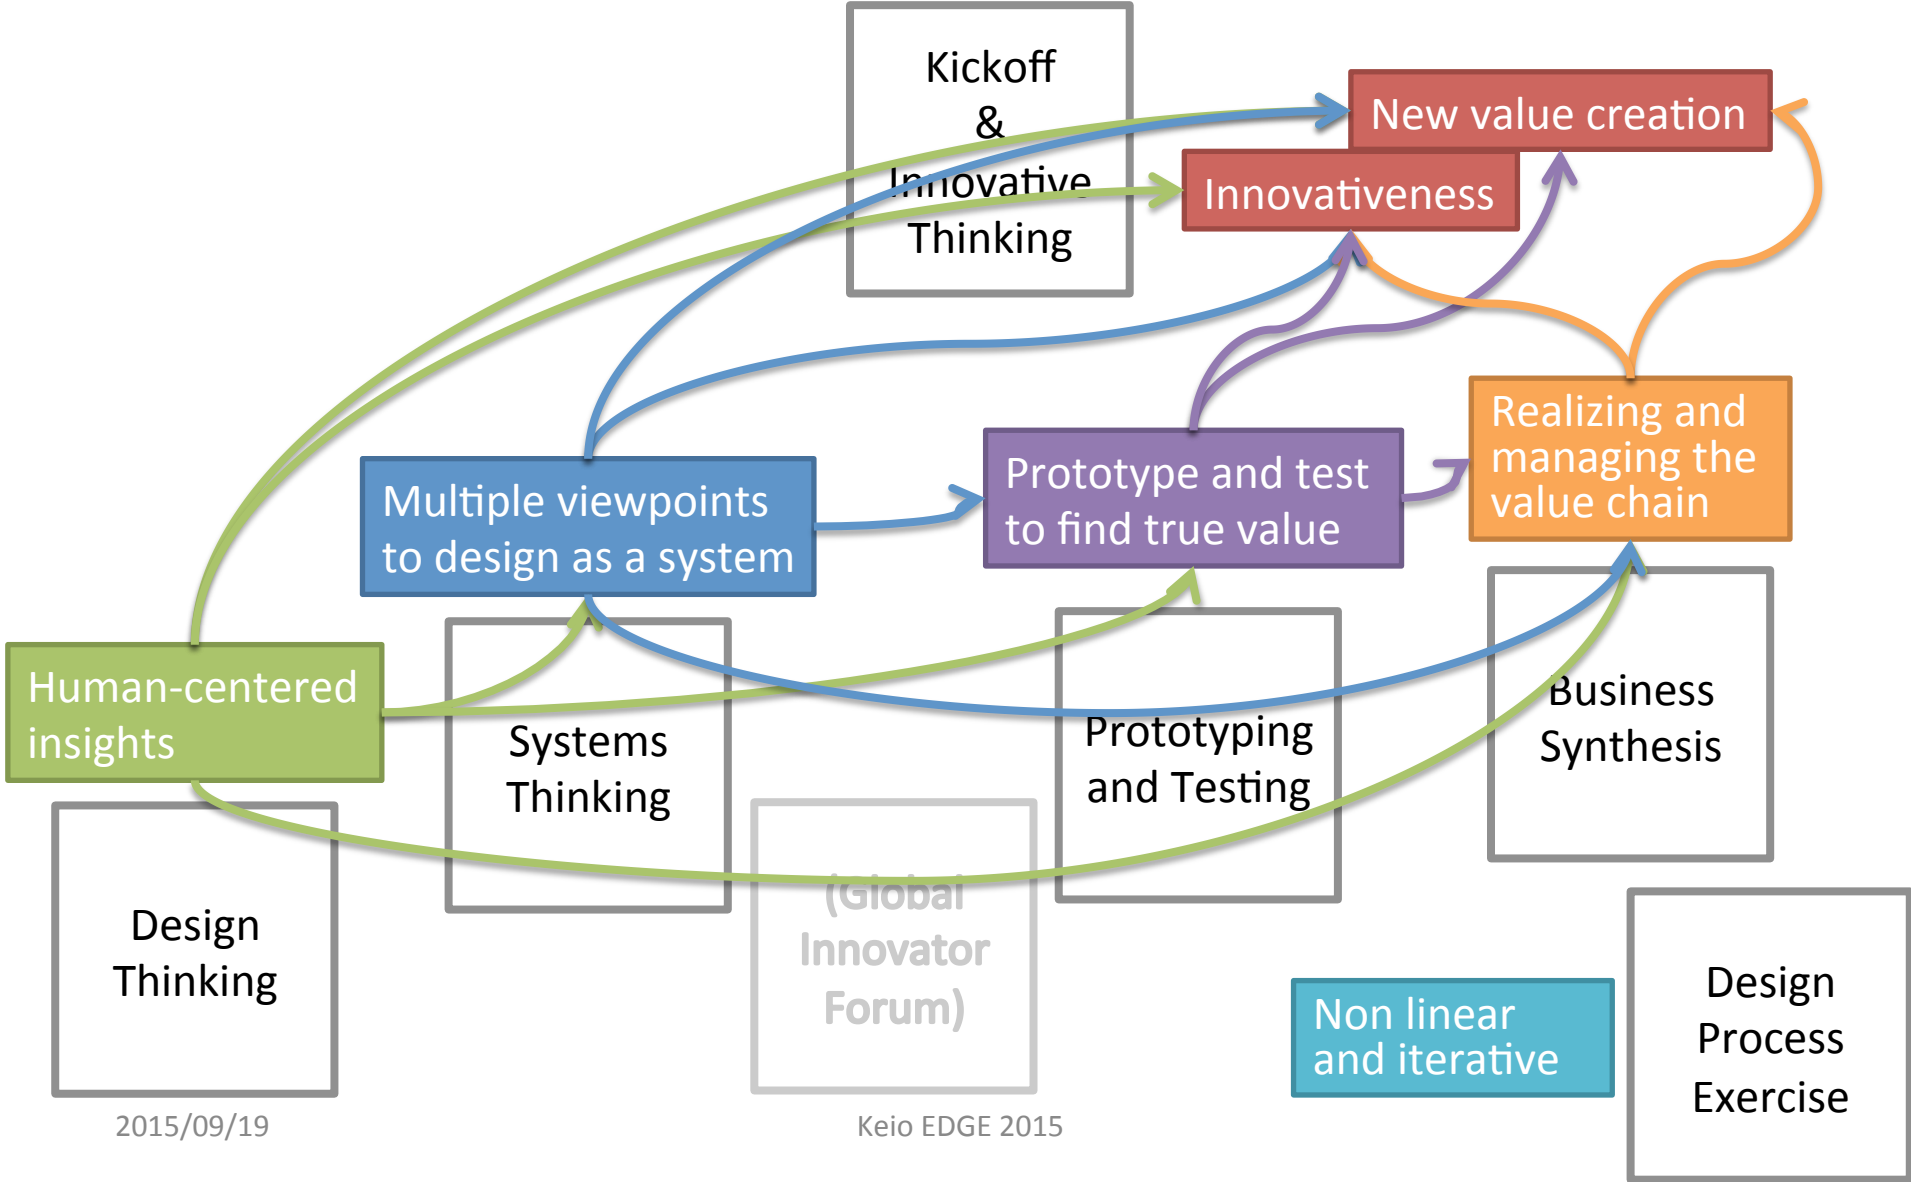 Kickoff
&
Innovative
Thinking
New value creation
Innovativeness
Realizing and
managing the
value chain
Prototype and test
to find true value
Multiple viewpoints
to design as a system
Human-centered
insights
Systems
Thinking
Prototyping
and Testing
Business
Synthesis
Design
Thinking
(Global
Innovator
Forum)
Non linear
and iterative
Design
Process
Exercise
2015/09/19
Keio EDGE 2015